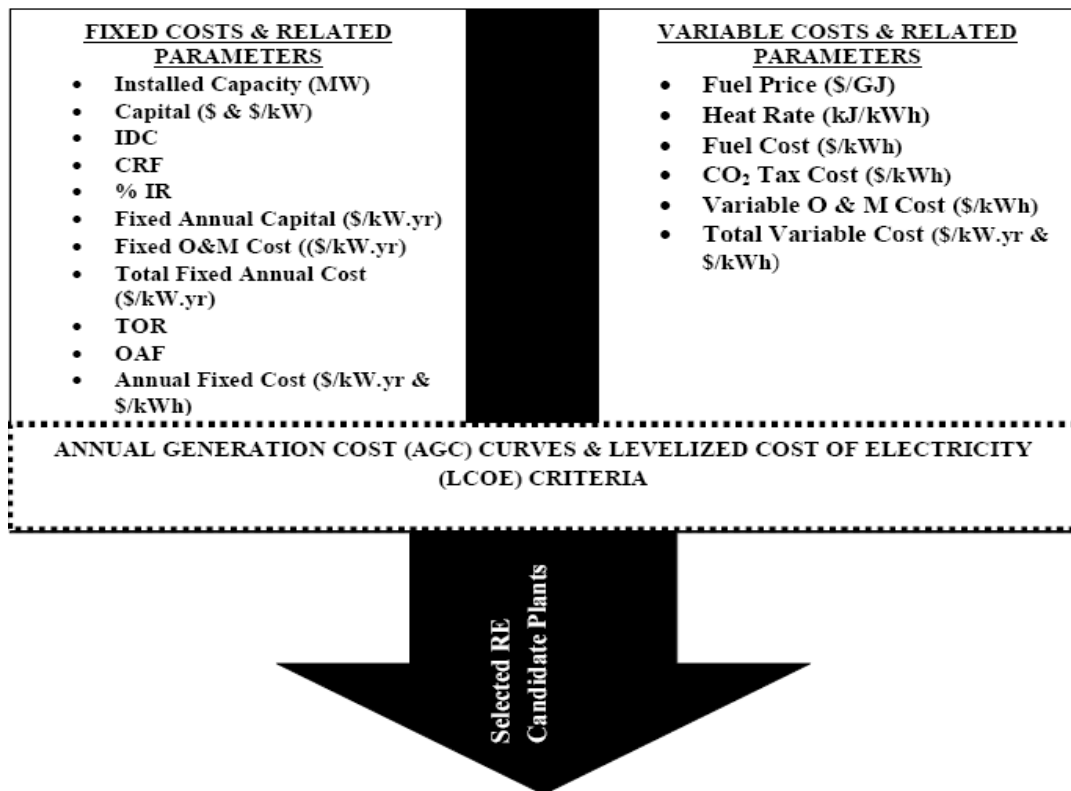 FIXED COSTS & RELATED
PARAMETERS
• Installed Capacity (MW)
• Capital ($ & $/kW)
• IDC
• CRF
• % IR
• Fixed Annual Capital ($/kW.yr)
• Fixed O&M Cost (($/kW.yr)
• Total Fixed Annual Cost
($/kW.yr)
• TOR
• OAF
• Annual Fixed Cost ($/kW.yr &
$/kWh)
VARIABLE COSTS & RELATED
PARAMETERS
• Fuel Price ($/GJ)
• Heat Rate (kJ/kWh)
• Fuel Cost ($/kWh)
• CO₂ Tax Cost ($/kWh)
• Variable O & M Cost ($/kWh)
• Total Variable Cost ($/kW.yr &
$/kWh)
ANNUAL GENERATION COST (AGC) CURVES & LEVELIZED COST OF ELECTRICITY
(LCOE) CRITERIA
Selected RE
Candidate Plants